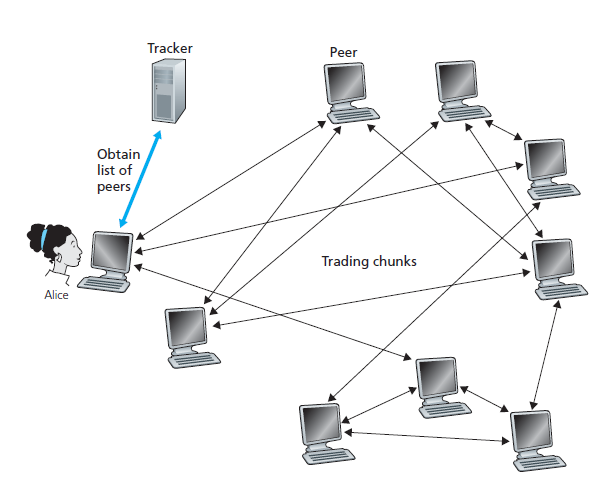 Tracker
Peer
Obtain
list of
peers
Trading chunks
Alice